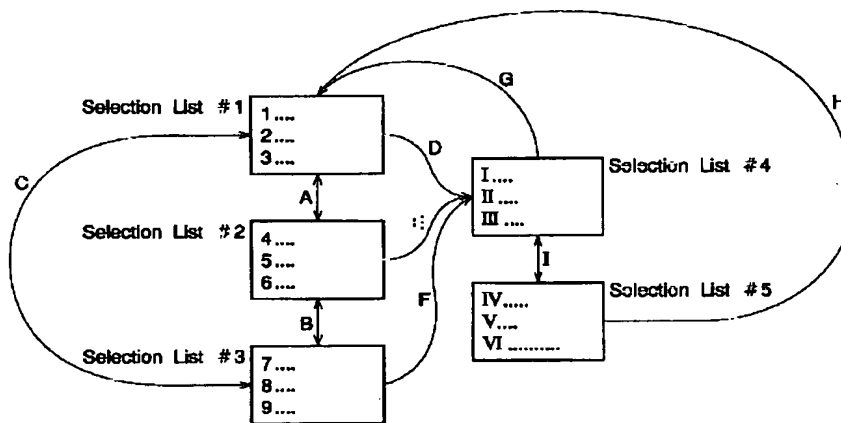 G
H
Selection List #1
1....
2....
3....
D
C
A
Selection List #4
I....
II....
III....
Selection List #2
4....
5....
6....
I
F
Selection List #5
IV.....
V....
VI..........
B
Selection List #3
7....
8....
9....